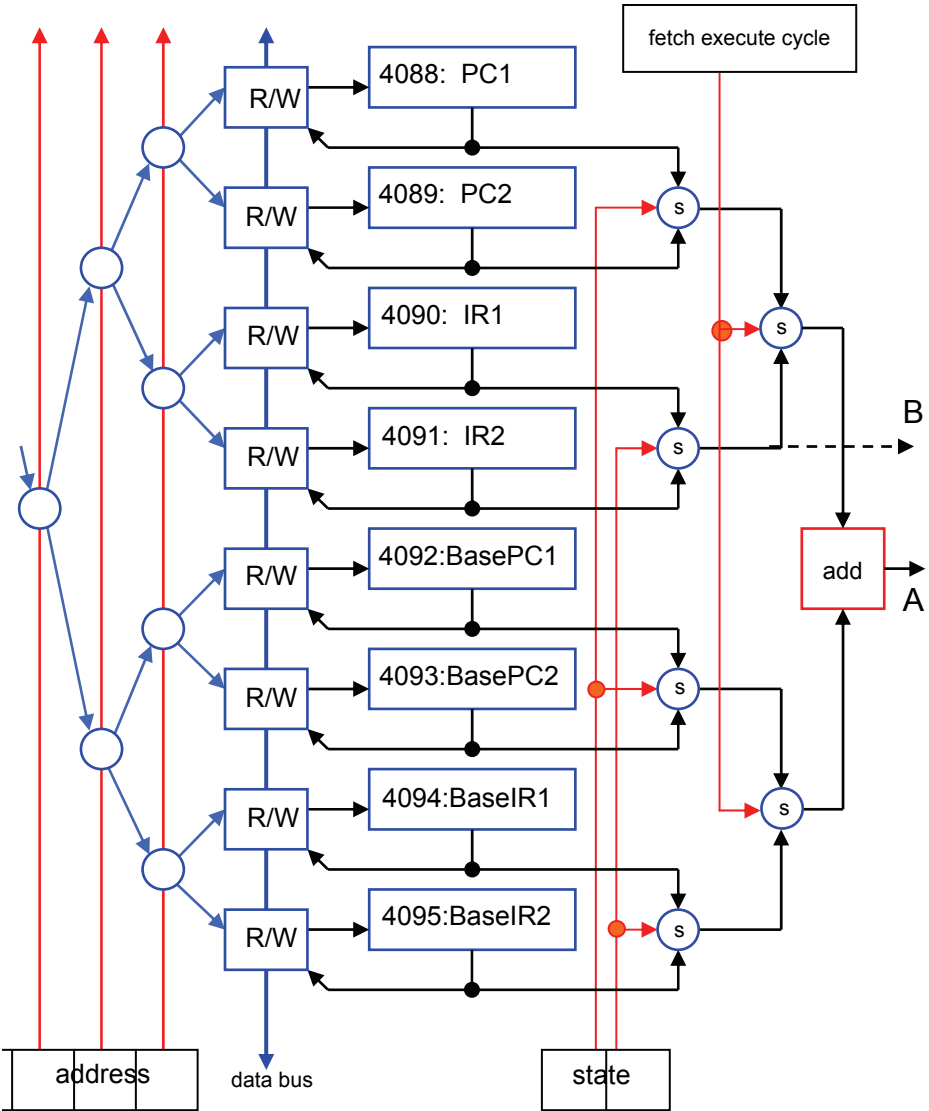 fetch execute cycle
R/W
4088: PC1
R/W
4089: PC2
s
R/W
4090: IR1
s
R/W
4091: IR2
s
B
R/W
4092:BasePC1
add
A
R/W
4093:BasePC2
s
R/W
4094:BaseIR1
s
R/W
4095:BaseIR2
s
address
data bus
state